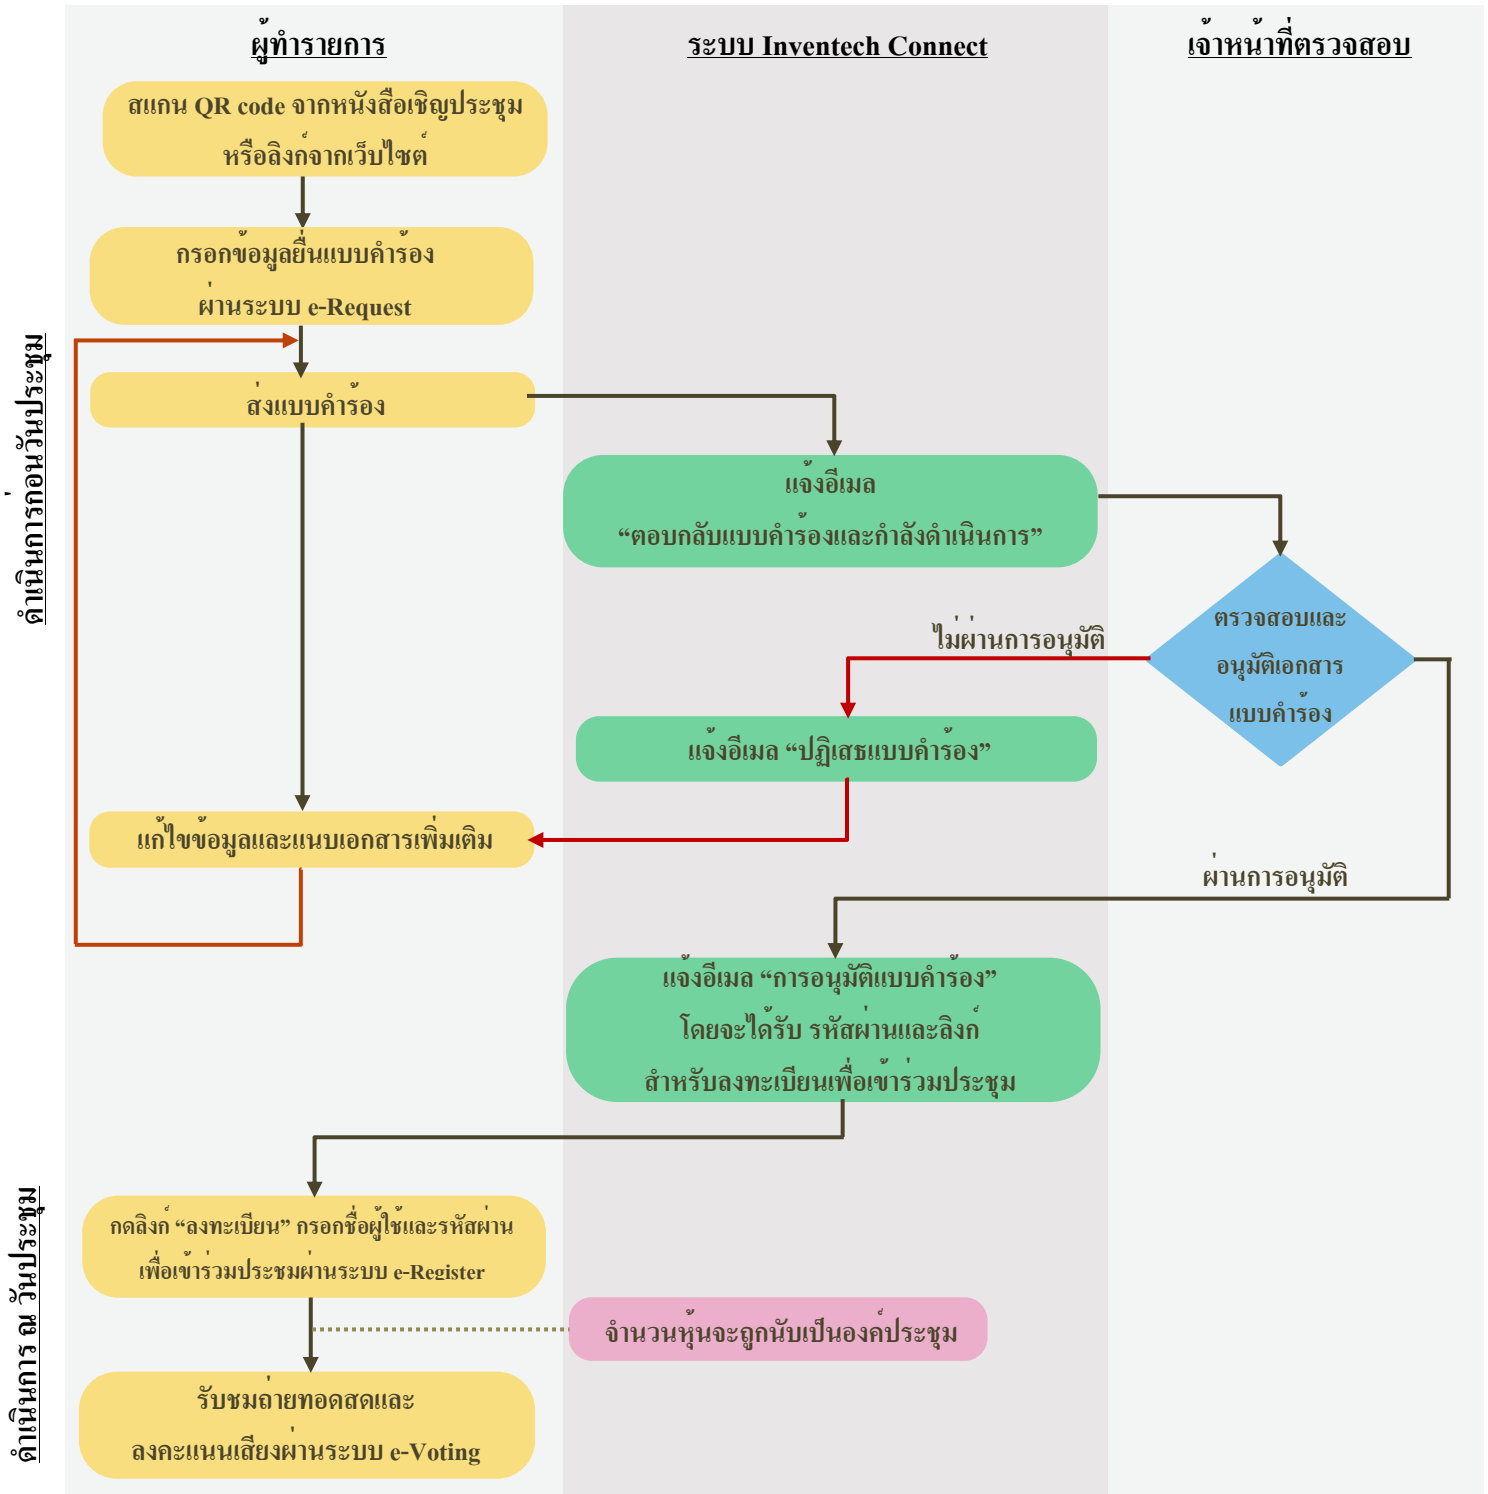 ผู้ทำรายการ
ระบบ Inventech Connect
เจ้าหน้าที่ตรวจสอบ
ดำเนินการก่อนวันประชุม
สแกน QR code จากหนังสือเชิญประชุม
หรือลิงก์จากเว็บไซต์
กรอกข้อมูลยื่นแบบคำร้อง
ผ่านระบบ e-Request
ส่งแบบคำร้อง
แจ้งอีเมล
“ตอบกลับแบบคำร้องและกำลังดำเนินการ”
ตรวจสอบและ
อนุมัติเอกสาร
แบบคำร้อง
ไม่ผ่านการอนุมัติ
แจ้งอีเมล “ปฏิเสธแบบคำร้อง”
แก้ไขข้อมูลและแนบเอกสารเพิ่มเติม
ผ่านการอนุมัติ
แจ้งอีเมล “การอนุมัติแบบคำร้อง”
โดยจะได้รับ รหัสผ่านและลิงก์
สำหรับลงทะเบียนเพื่อเข้าร่วมประชุม
ดำเนินการ ณ วันประชุม
กดลิงก์ “ลงทะเบียน” กรอกชื่อผู้ใช้และรหัสผ่าน
เพื่อเข้าร่วมประชุมผ่านระบบ e-Register
จำนวนหุ้นจะถูกนับเป็นองค์ประชุม
รับชมถ่ายทอดสดและ
ลงคะแนนเสียงผ่านระบบ e-Voting